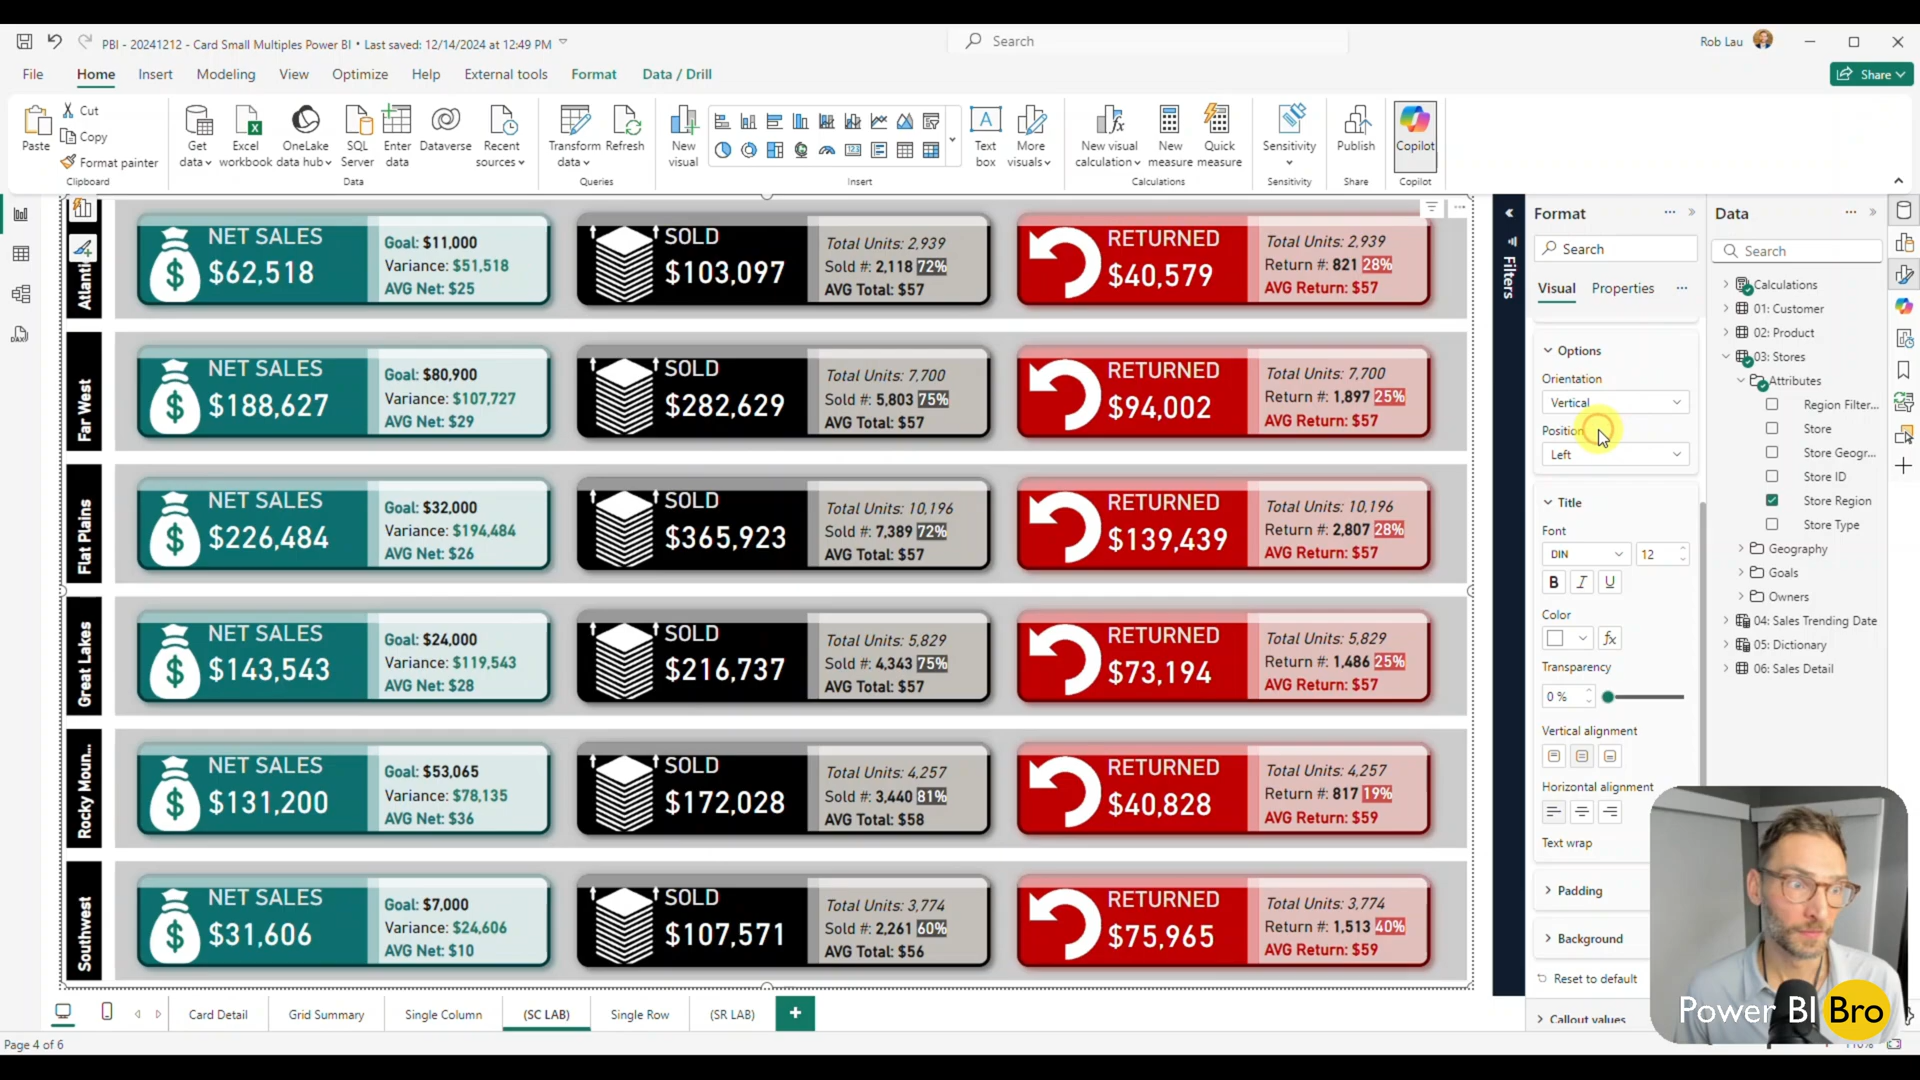 PBI - 20241212 - Card Small Multiples Power BI • Last saved: 12/14/2024 at 12:49 PM
Search
Rob Lau
File
Home
Insert
Modeling
View
Optimize
Help
External tools
Format
Data / Drill
Share
Paste
Cut
Copy
Format painter
Clipboard
Get data
Excel workbook
OneLake data hub
SQL Server
Enter data
Dataverse
Recent sources
Data
Transform data
Refresh
Queries
New visual
Text box
More visuals
Insert
New visual calculation
New measure
Quick measure
Calculations
Sensitivity
Sensitivity
Publish
Share
Copilot
Copilot
Atlanti
NET SALES
$62,518
Goal: $11,000
Variance: $51,518
AVG Net: $25
SOLD
$103,097
Total Units: 2,939
Sold #: 2,118 72%
AVG Total: $57
RETURNED
$40,579
Total Units: 2,939
Return #: 821 28%
AVG Return: $57
Far West
NET SALES
$188,627
Goal: $80,900
Variance: $107,727
AVG Net: $29
SOLD
$282,629
Total Units: 7,700
Sold #: 5,803 75%
AVG Total: $57
RETURNED
$94,002
Total Units: 7,700
Return #: 1,897 25%
AVG Return: $57
Flat Plains
NET SALES
$226,484
Goal: $32,000
Variance: $194,484
AVG Net: $26
SOLD
$365,923
Total Units: 10,196
Sold #: 7,389 72%
AVG Total: $57
RETURNED
$139,439
Total Units: 10,196
Return #: 2,807 28%
AVG Return: $57
Great Lakes
NET SALES
$143,543
Goal: $24,000
Variance: $119,543
AVG Net: $28
SOLD
$216,737
Total Units: 5,829
Sold #: 4,343 75%
AVG Total: $57
RETURNED
$73,194
Total Units: 5,829
Return #: 1,486 25%
AVG Return: $57
Rocky Moun...
NET SALES
$131,200
Goal: $53,065
Variance: $78,135
AVG Net: $36
SOLD
$172,028
Total Units: 4,257
Sold #: 3,440 81%
AVG Total: $58
RETURNED
$40,828
Total Units: 4,257
Return #: 817 19%
AVG Return: $59
Southwest
NET SALES
$31,606
Goal: $7,000
Variance: $24,606
AVG Net: $10
SOLD
$107,571
Total Units: 3,774
Sold #: 2,261 60%
AVG Total: $56
RETURNED
$75,965
Total Units: 3,774
Return #: 1,513 40%
AVG Return: $59
Filters
Format
Search
Visual
Properties
Options
Orientation
Vertical
Position
Left
Title
Font
DIN
12
B I U
Color
fx
Transparency
0 %
Vertical alignment
Horizontal alignment
Text wrap
Padding
Background
Reset to default
Callout values
Data
Search
Calculations
01: Customer
02: Product
03: Stores
Attributes
Region Filter...
Store
Store Geogr...
Store ID
Store Region
Store Type
Geography
Goals
Owners
04: Sales Trending Date
05: Dictionary
06: Sales Detail
Power BI Bro
Card Detail
Grid Summary
Single Column
(SC LAB)
Single Row
(SR LAB)
Page 4 of 6